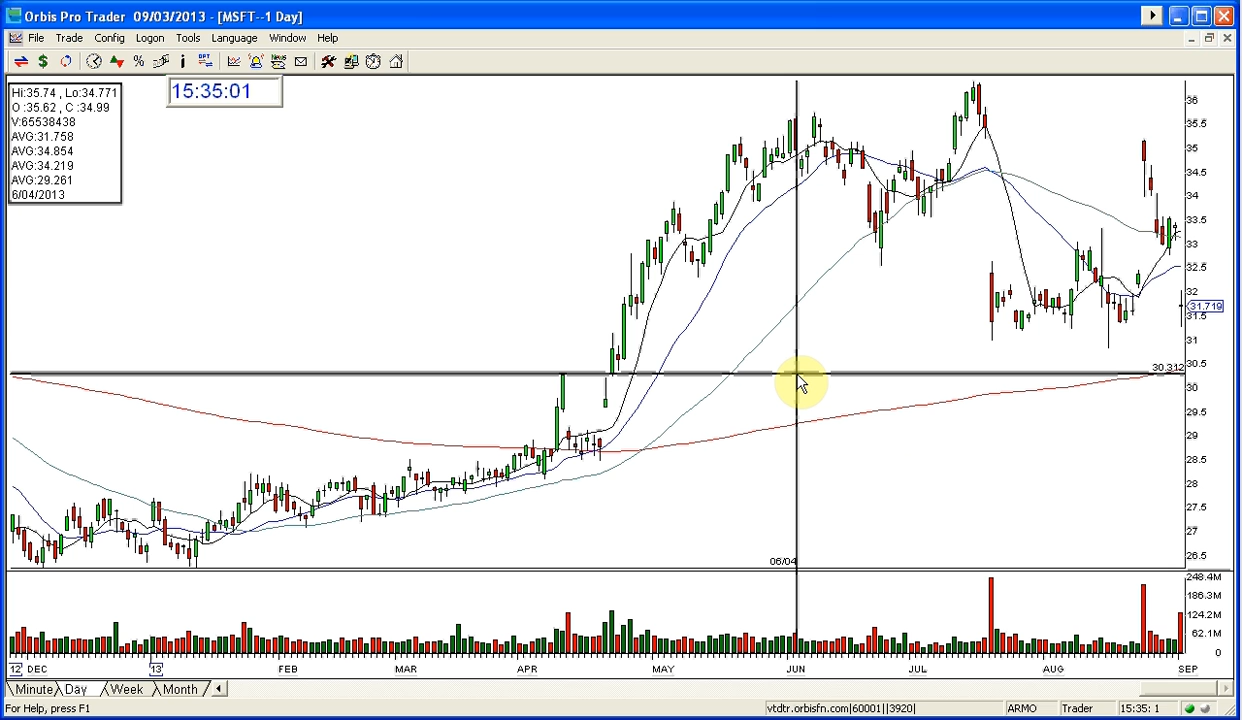 Orbis Pro Trader 09/03/2013 - [MSFT--1 Day]
File Trade Config Logon Tools Language Window Help
15:35:01
Hi:35.74 , Lo:34.771
O :35.62 , C :34.99
V:65538438
AVG:31.758
AVG:34.854
AVG:34.219
AVG:29.261
6/04/2013
36
35.5
35
34.5
34
33.5
33
32.5
32
31.719
31.5
31
30.5
30.312
30
29.5
29
28.5
28
27.5
27
26.5
06/04
248.4M
186.3M
124.2M
62.1M
0
12 DEC 13 FEB MAR APR MAY JUN JUL AUG SEP
Minute Day Week Month
For Help, press F1 vtdtr.orbisfn.com|60001||3920| ARMO Trader 15:35: 1